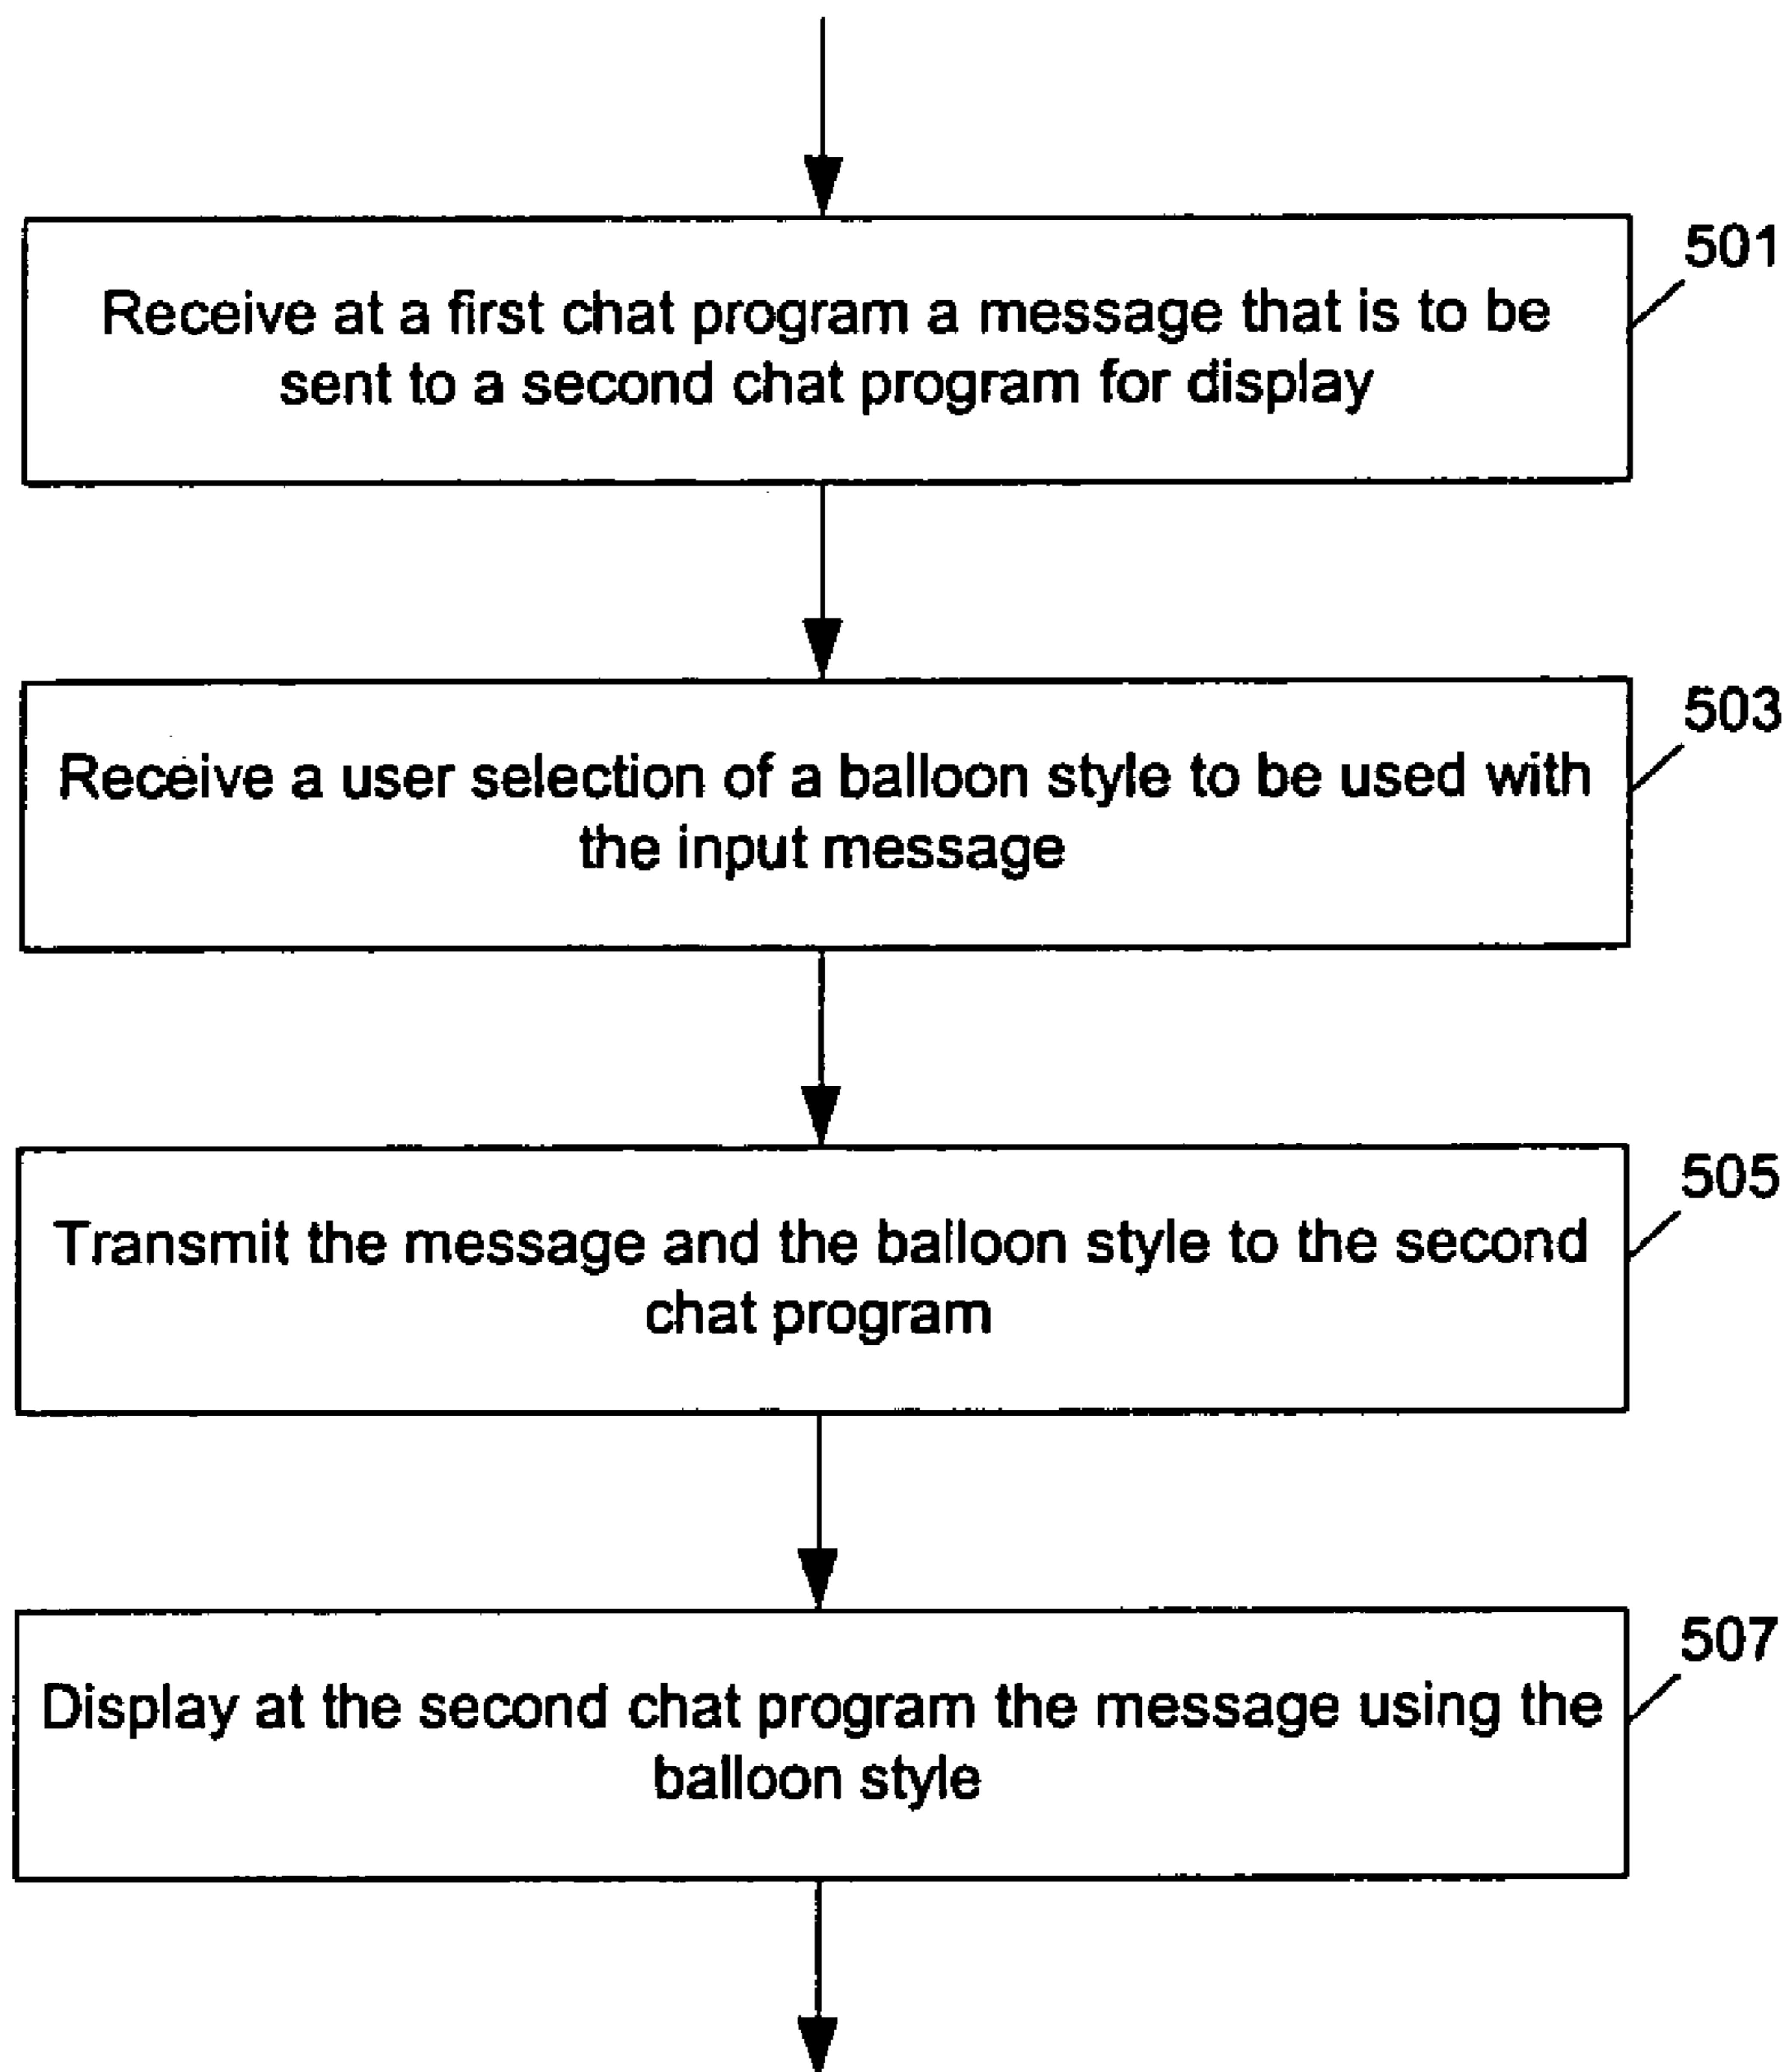 501
Receive at a first chat program a message that is to be
sent to a second chat program for display
503
Receive a user selection of a balloon style to be used with
the input message
505
Transmit the message and the balloon style to the second
chat program
507
Display at the second chat program the message using the
balloon style